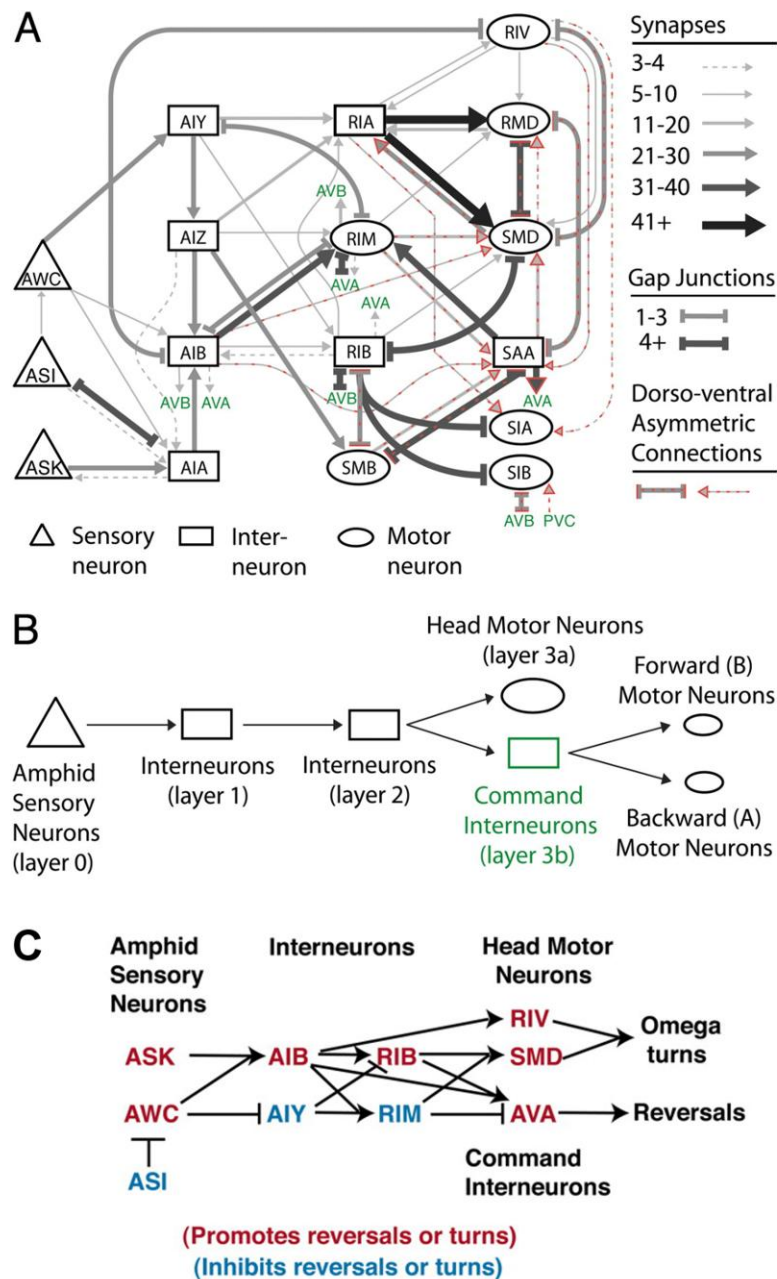 A
RIV
AIY
RIA
RMD
AVB
AIZ
RIM
SMD
AWC
AVA
AVA
AIB
RIB
SAA
ASI
AVB
AVA
AVB
AVA
SIA
ASK
AIA
SMB
SIB
AVB
PVC
Synapses
3-4
5-10
11-20
21-30
31-40
41+
Gap Junctions
1-3
4+
Dorso-ventral
Asymmetric
Connections
Sensory
neuron
Inter-
neuron
Motor
neuron
B
Head Motor Neurons
(layer 3a)
Forward (B)
Motor Neurons
Amphid
Sensory
Neurons
(layer 0)
Interneurons
(layer 1)
Interneurons
(layer 2)
Command
Interneurons
(layer 3b)
Backward (A)
Motor Neurons
C
Amphid
Sensory
Neurons
Interneurons
Head Motor
Neurons
RIV
Omega
turns
ASK
AIB
RIB
SMD
AWC
AIY
RIM
AVA
Reversals
ASI
Command
Interneurons
(Promotes reversals or turns)
(Inhibits reversals or turns)